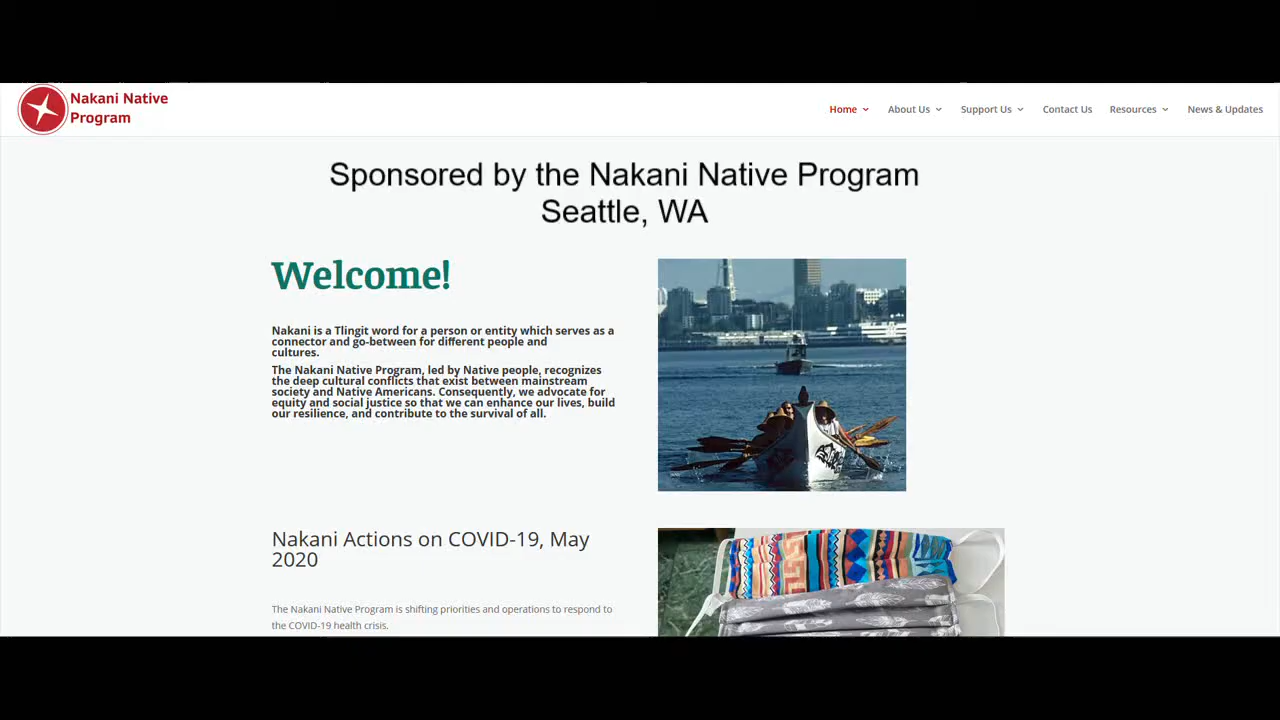 Nakani Native
Program
Home
About Us
Support Us
Contact Us
Resources
News & Updates
Sponsored by the Nakani Native Program
Seattle, WA
Welcome!
Nakani is a Tlingit word for a person or entity which serves as a
connector and go-between for different people and
cultures.
The Nakani Native Program, led by Native people, recognizes
the deep cultural conflicts that exist between mainstream
society and Native Americans. Consequently, we advocate for
equity and social justice so that we can enhance our lives, build
our resilience, and contribute to the survival of all.
Nakani Actions on COVID-19, May
2020
The Nakani Native Program is shifting priorities and operations to respond to
the COVID-19 health crisis.